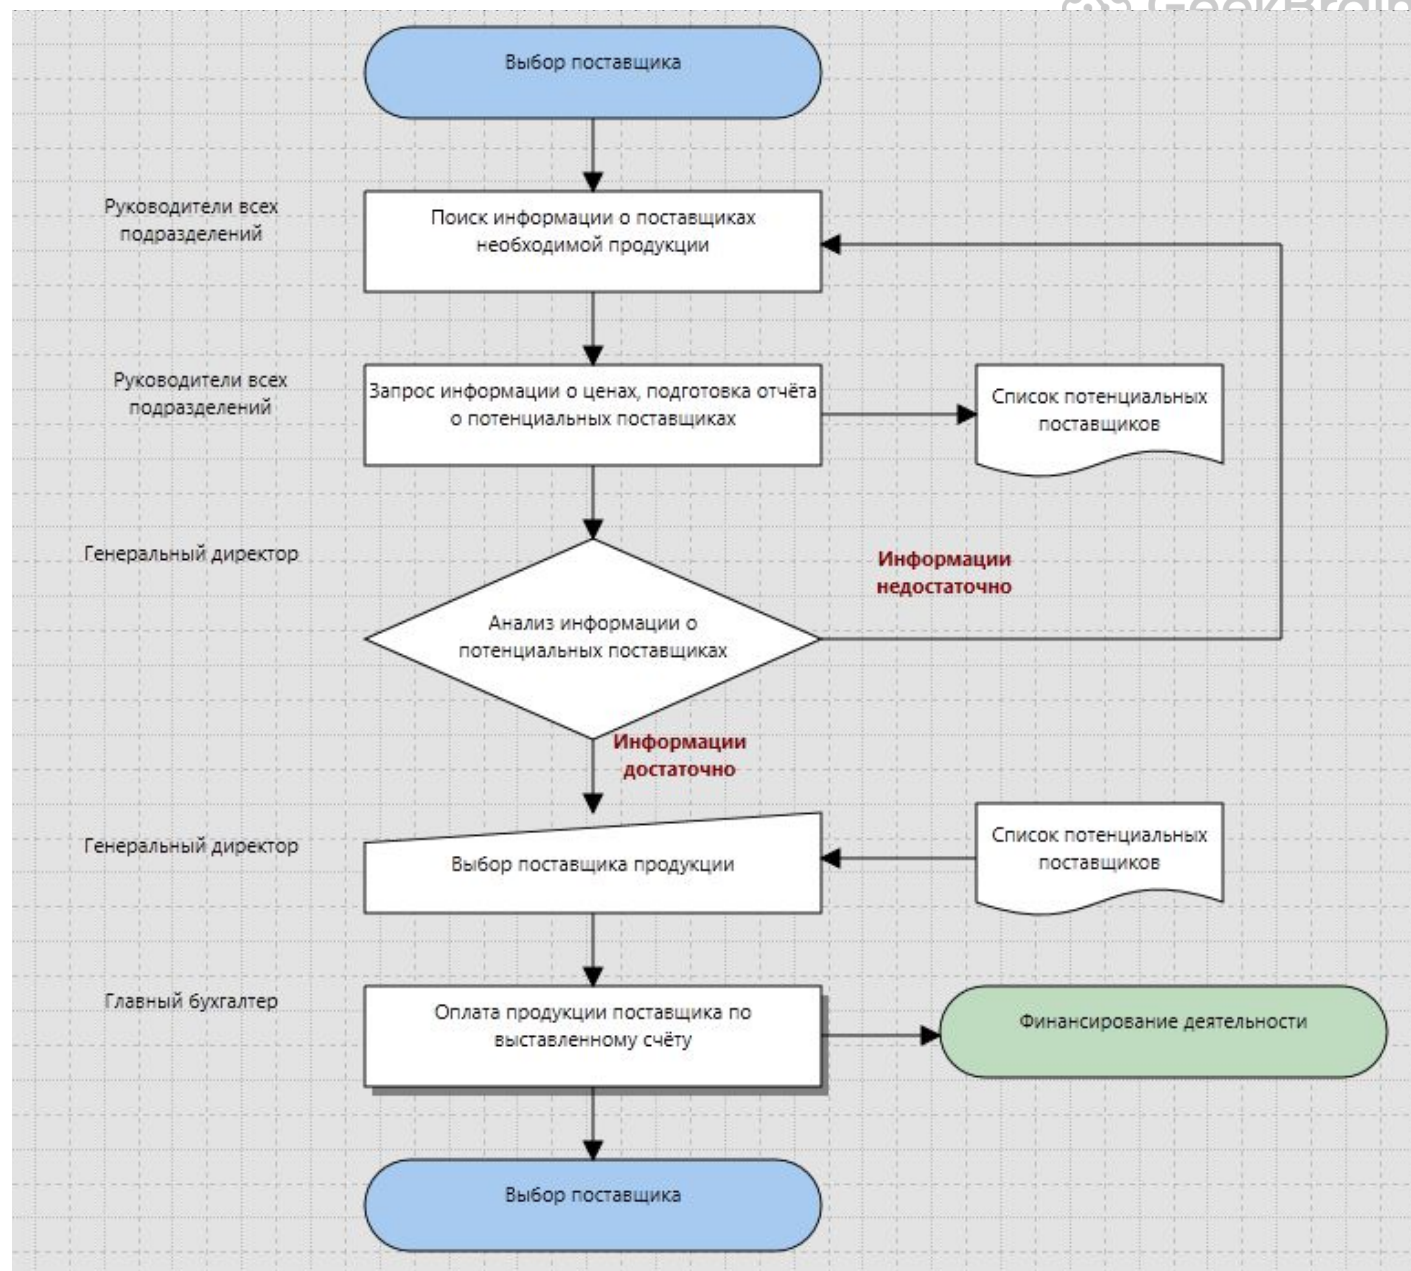 GeekBrain
Выбор поставщика
Руководители всех
подразделений
Поиск информации о поставщиках
необходимой продукции
Руководители всех
подразделений
Запрос информации о ценах, подготовка отчёта
о потенциальных поставщиках
Список потенциальных
поставщиков
Генеральный директор
Информации
недостаточно
Анализ информации о
потенциальных поставщиках
Информации
достаточно
Генеральный директор
Выбор поставщика продукции
Список потенциальных
поставщиков
Главный бухгалтер
Оплата продукции поставщика по
выставленному счёту
Финансирование деятельности
Выбор поставщика